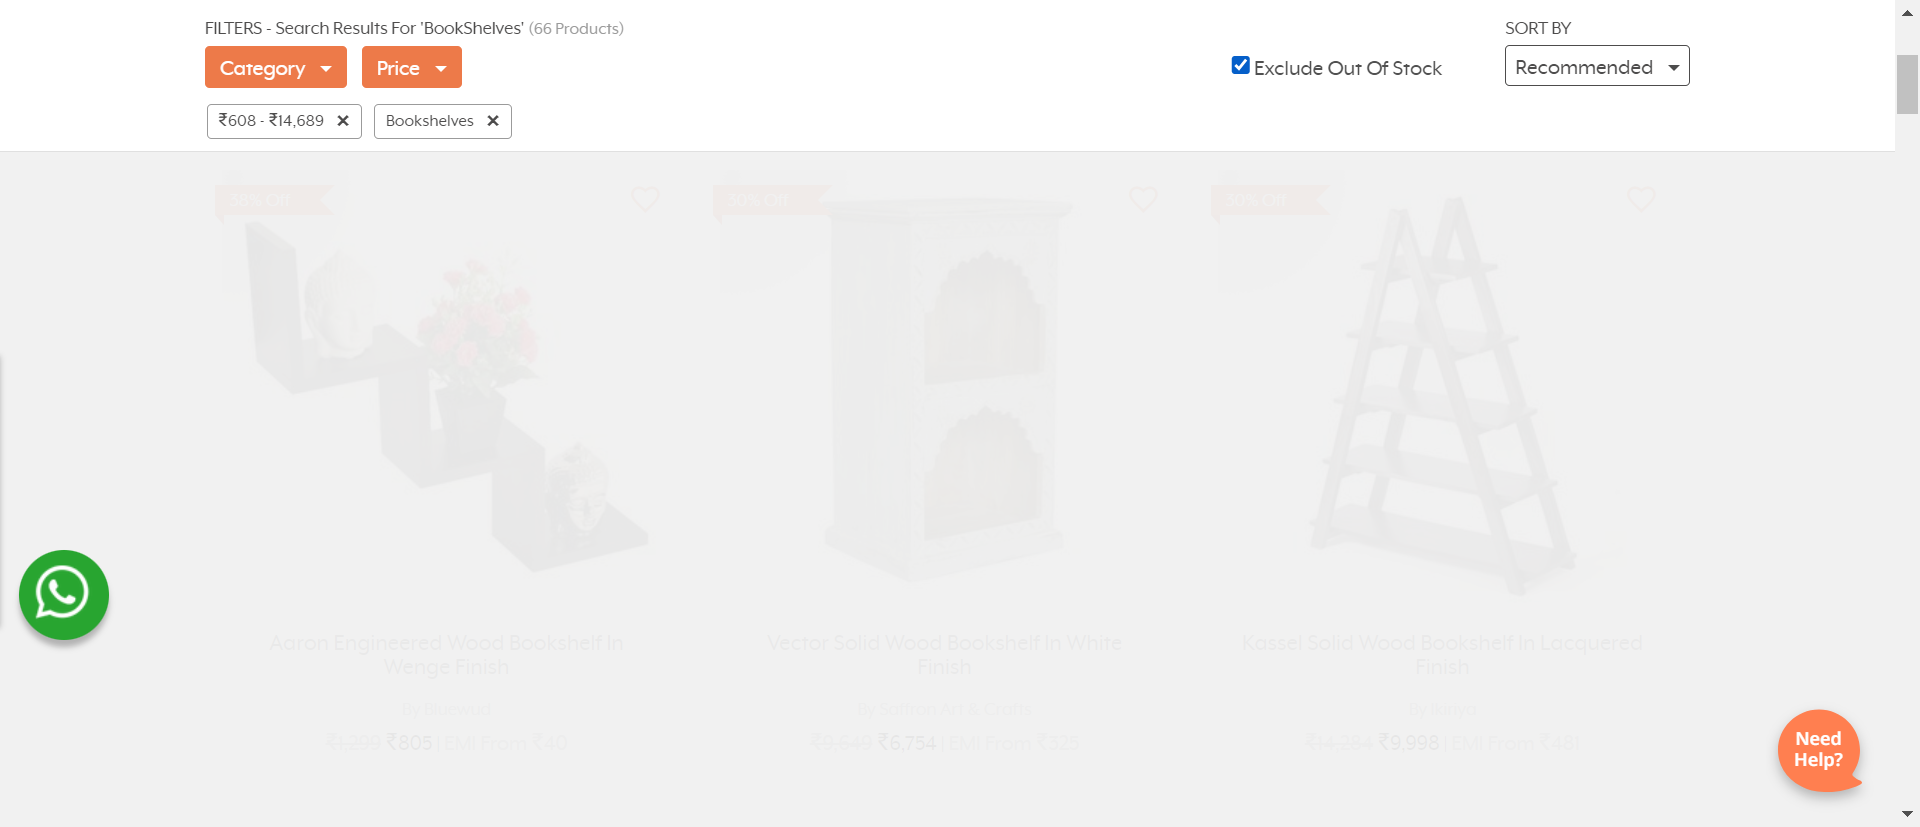 FILTERS - Search Results For 'BookShelves' (66 Products)
SORT BY
Category
Price
Exclude Out Of Stock
Recommended
₹608 - ₹14,689 ✕
Bookshelves ✕
38% Off
30% Off
30% Off
Aaron Engineered Wood Bookshelf In
Wenge Finish
By Bluewud
₹1,299 ₹805 | EMI From ₹40
Vector Solid Wood Bookshelf In White
Finish
By Saffron Art & Crafts
₹9,649 ₹6,754 | EMI From ₹325
Kassel Solid Wood Bookshelf In Lacquered
Finish
By
₹14,284 ₹9,998 | EMI From ₹481
Need
Help?